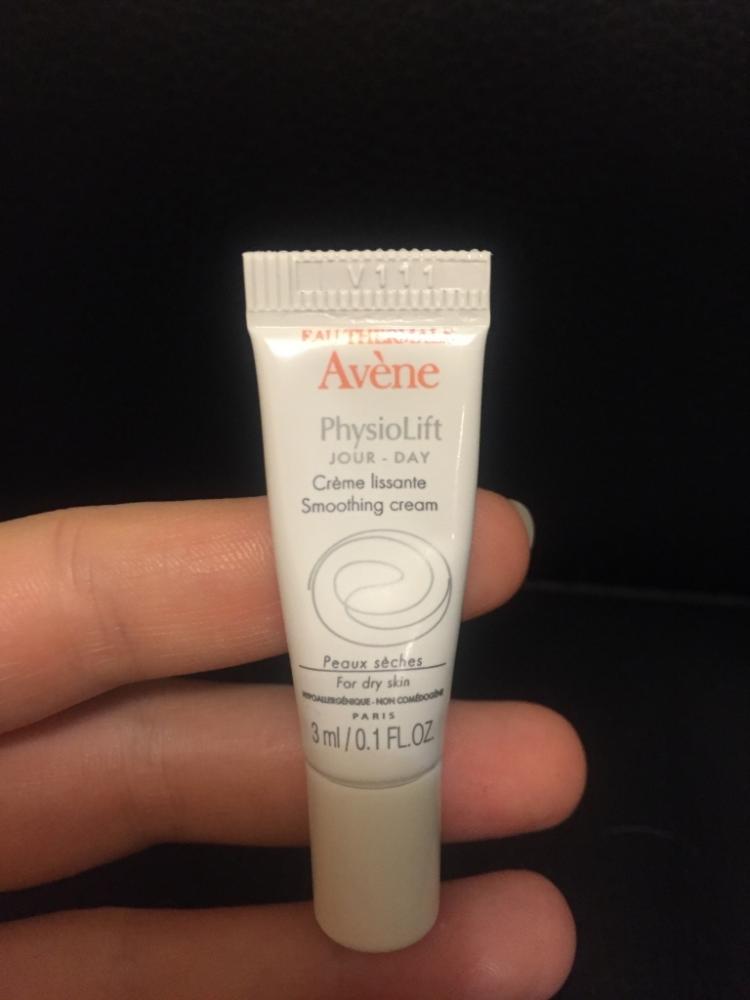 V111
EAU THERMALE
Avène
PhysioLift
JOUR - DAY
Crème lissante
Smoothing cream
Peaux sèches
For dry skin
HYPOALLERGÉNIQUE - NON COMÉDOGÈNE
PARIS
3 ml / 0.1 FL.OZ.